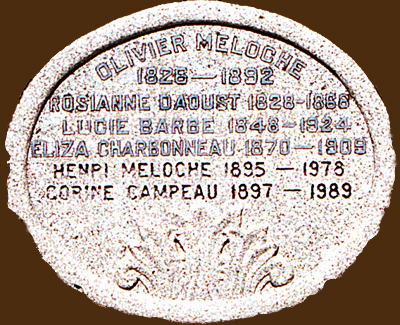 OLIVIER MELOCHE
1828 — 1892
ROSIANNE DAOUST 1828-1868
LUCIE BARBE 1848-1924
ELIZA CHARBONNEAU 1870—1909
HENRI MELOCHE 1895 — 1978
CORINE CAMPEAU 1897 — 1989